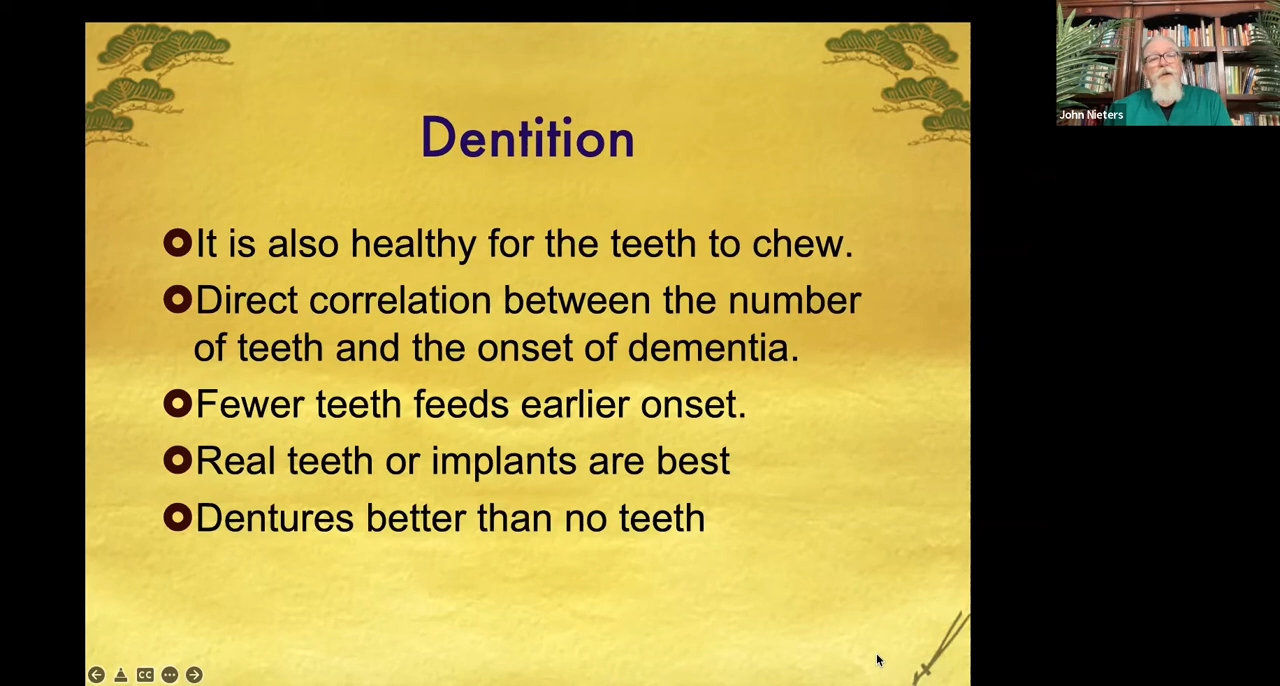 Dentition
It is also healthy for the teeth to chew.
Direct correlation between the number
of teeth and the onset of dementia.
Fewer teeth feeds earlier onset.
Real teeth or implants are best
Dentures better than no teeth
John Nieters
CC